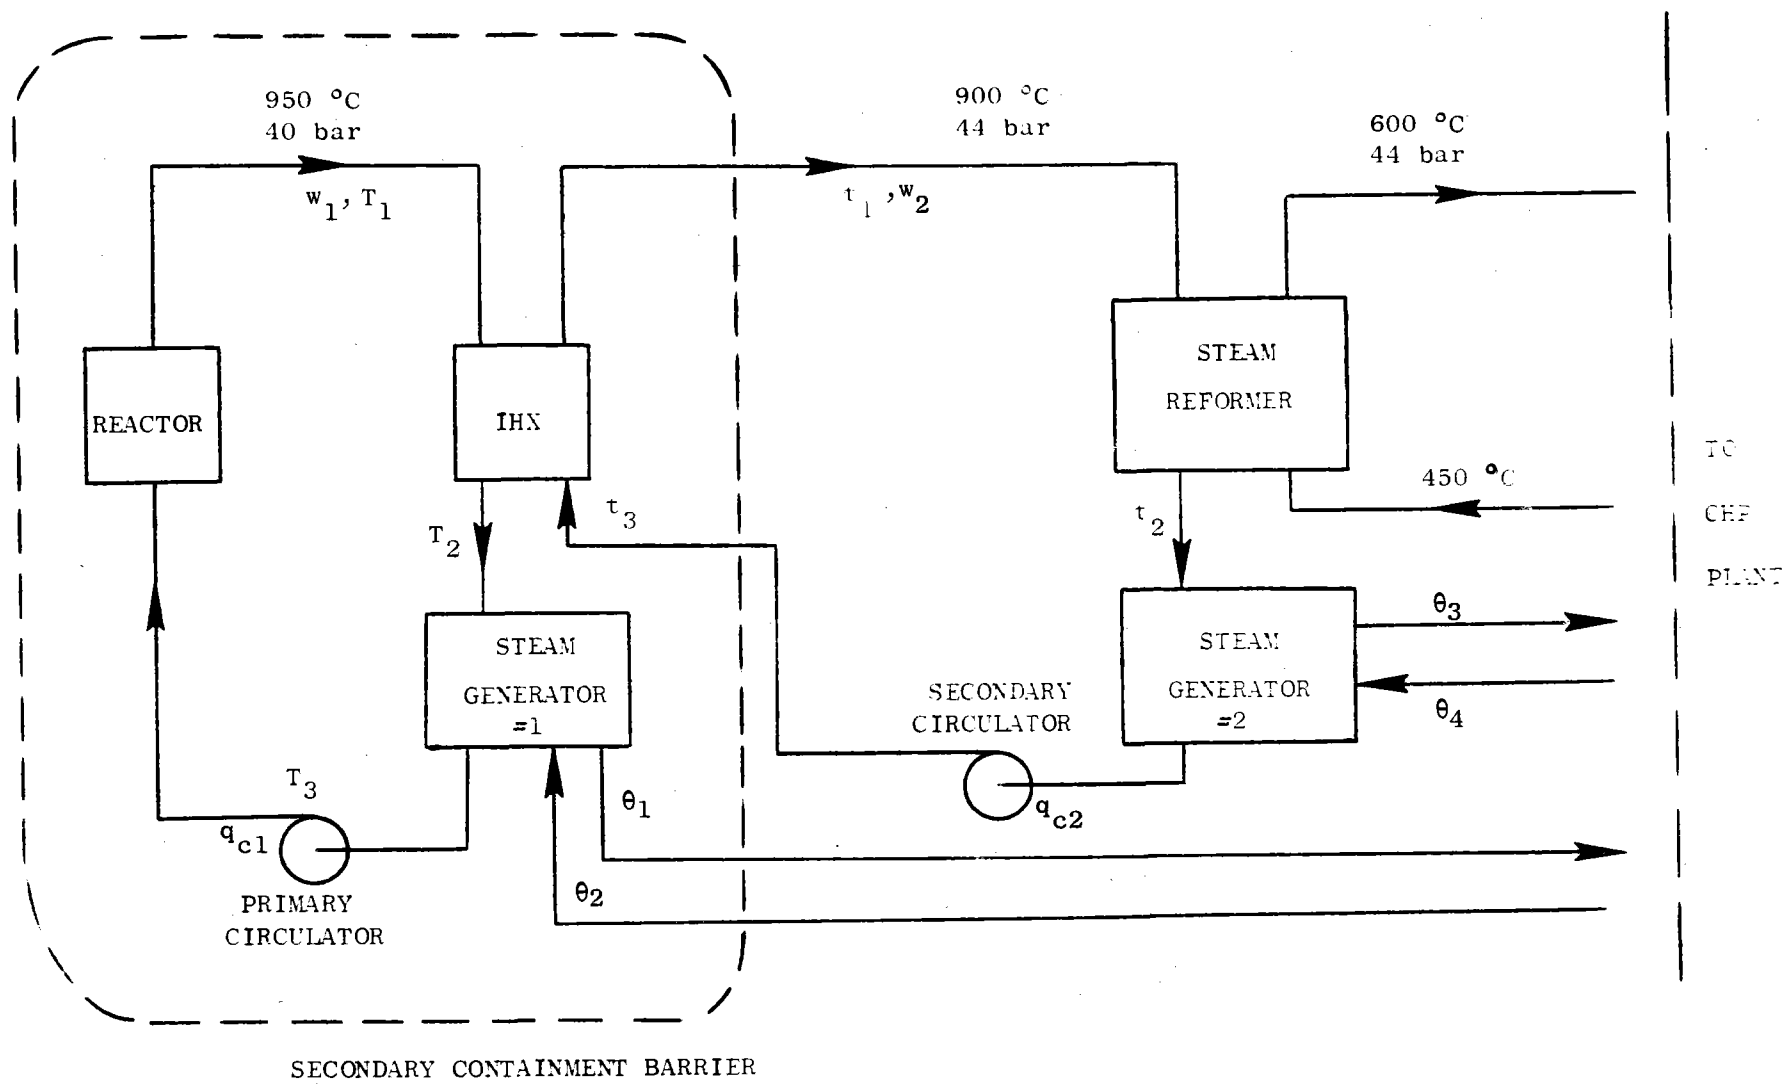 950 °C
40 bar
w1, T1
900 °C
44 bar
t1, w2
600 °C
44 bar
REACTOR
IHX
STEAM
REFORMER
T2
t3
t2
450 °C
TO
CHP
PLANT
STEAM
GENERATOR
=1
STEAM
GENERATOR
=2
θ3
θ4
SECONDARY
CIRCULATOR
qc2
T3
qc1
θ1
θ2
PRIMARY
CIRCULATOR
SECONDARY CONTAINMENT BARRIER